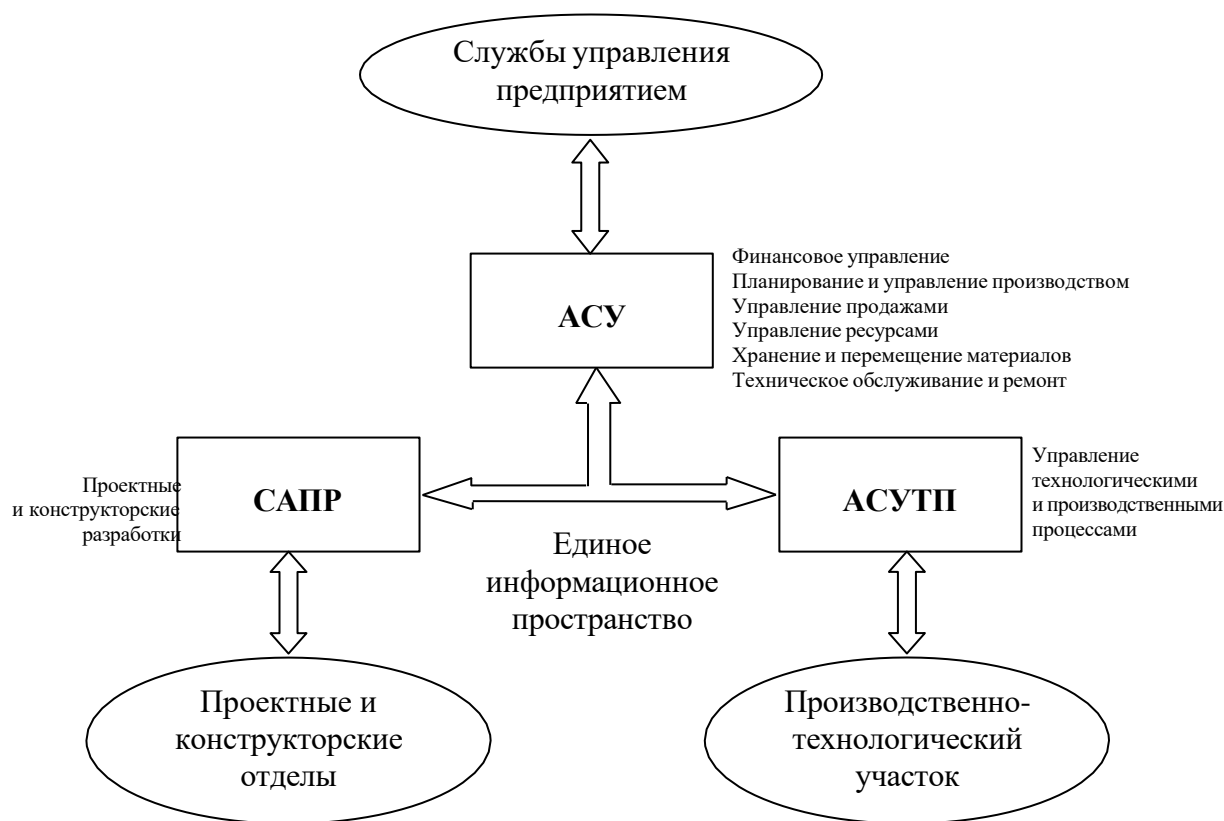 Службы управления
предприятием
АСУ
Финансовое управление
Планирование и управление производством
Управление продажами
Управление ресурсами
Хранение и перемещение материалов
Техническое обслуживание и ремонт
Проектные
и конструкторские
разработки
САПР
АСУТП
Управление
технологическими
и производственными
процессами
Единое
информационное
пространство
Проектные и
конструкторские
отделы
Производственно-
технологический
участок